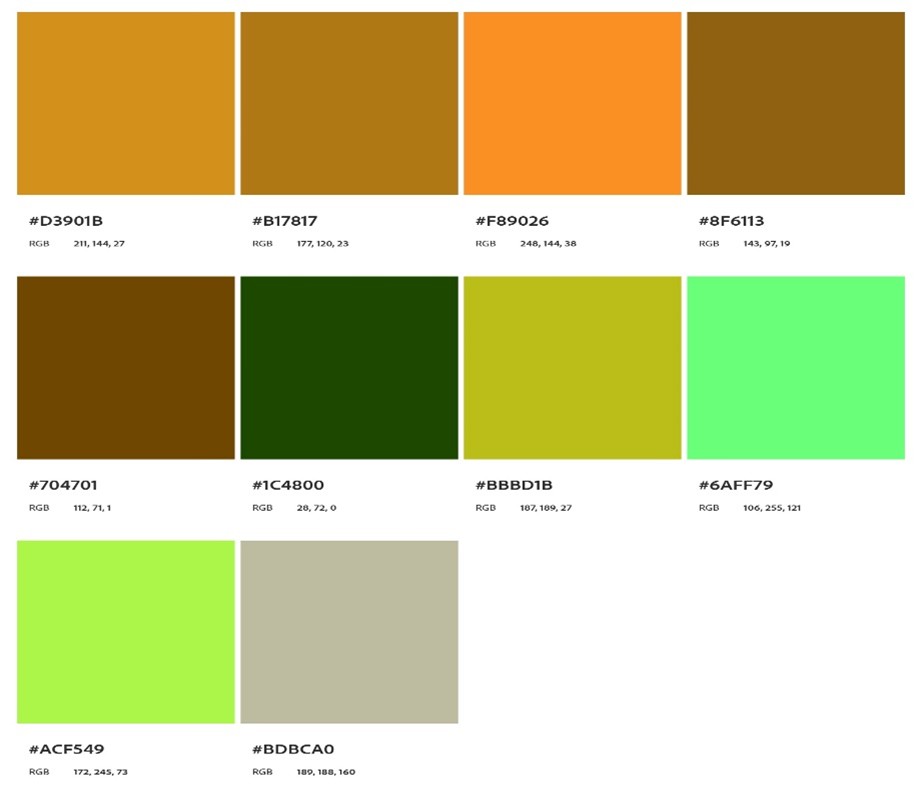 #D3901B #B17817 #F89026 #8F6113
RGB 211, 144, 27 RGB 177, 120, 23 RGB 248, 144, 38 RGB 143, 97, 19
#704701 #1C4800 #BBBD1B #6AFF79
RGB 112, 71, 1 RGB 28, 72, 0 RGB 187, 189, 27 RGB 106, 255, 121
#ACF549 #BDBCA0
RGB 172, 245, 73 RGB 189, 188, 160